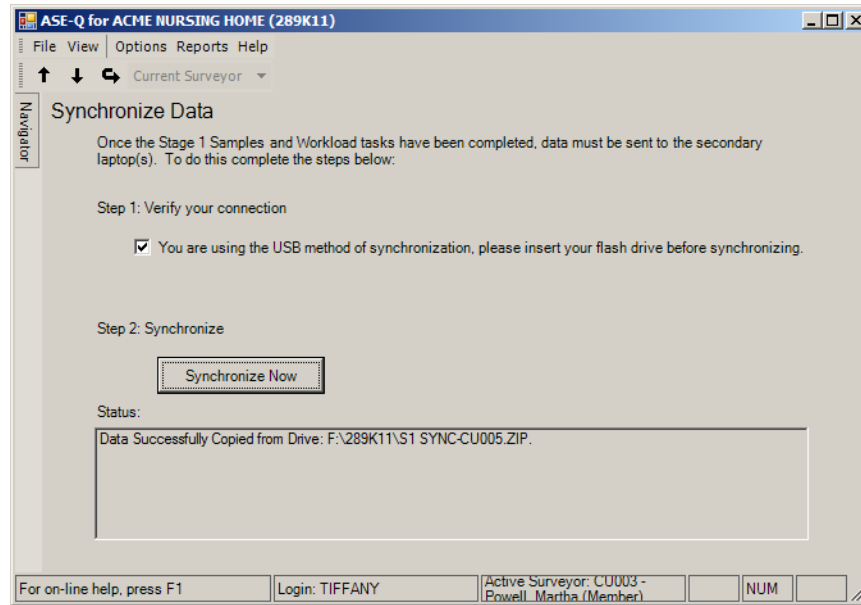 ASE-Q for ACME NURSING HOME (289K11)
File View Options Reports Help
Current Surveyor
Navigator
Synchronize Data
Once the Stage 1 Samples and Workload tasks have been completed, data must be sent to the secondary
laptop(s). To do this complete the steps below:
Step 1: Verify your connection
You are using the USB method of synchronization, please insert your flash drive before synchronizing.
Step 2: Synchronize
Synchronize Now
Status:
Data Successfully Copied from Drive: F:\289K11\S1 SYNC-CU005.ZIP.
For on-line help, press F1
Login: TIFFANY
Active Surveyor: CU003 -
Powell, Martha (Member)
NUM